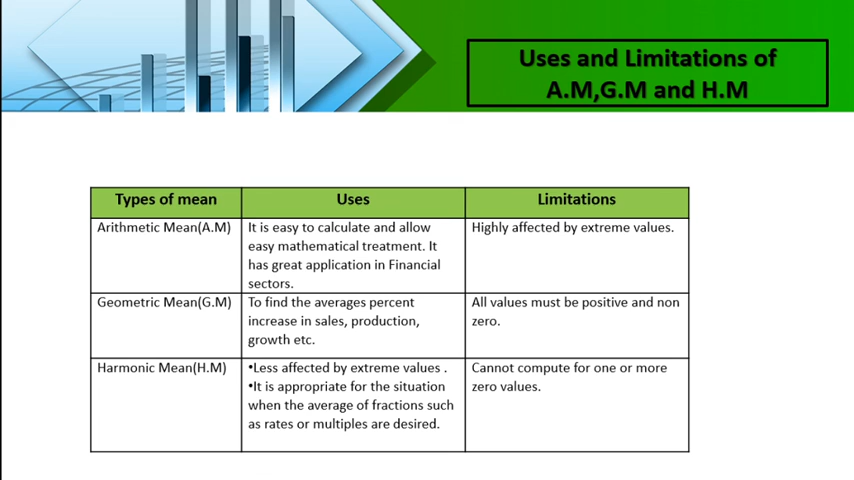 Uses and Limitations of
A.M,G.M and H.M
Types of mean
Uses
Limitations
Arithmetic Mean(A.M)
It is easy to calculate and allow
easy mathematical treatment. It
has great application in Financial
sectors.
Highly affected by extreme values.
Geometric Mean(G.M)
To find the averages percent
increase in sales, production,
growth etc.
All values must be positive and non
zero.
Harmonic Mean(H.M)
•Less affected by extreme values .
•It is appropriate for the situation
when the average of fractions such
as rates or multiples are desired.
Cannot compute for one or more
zero values.